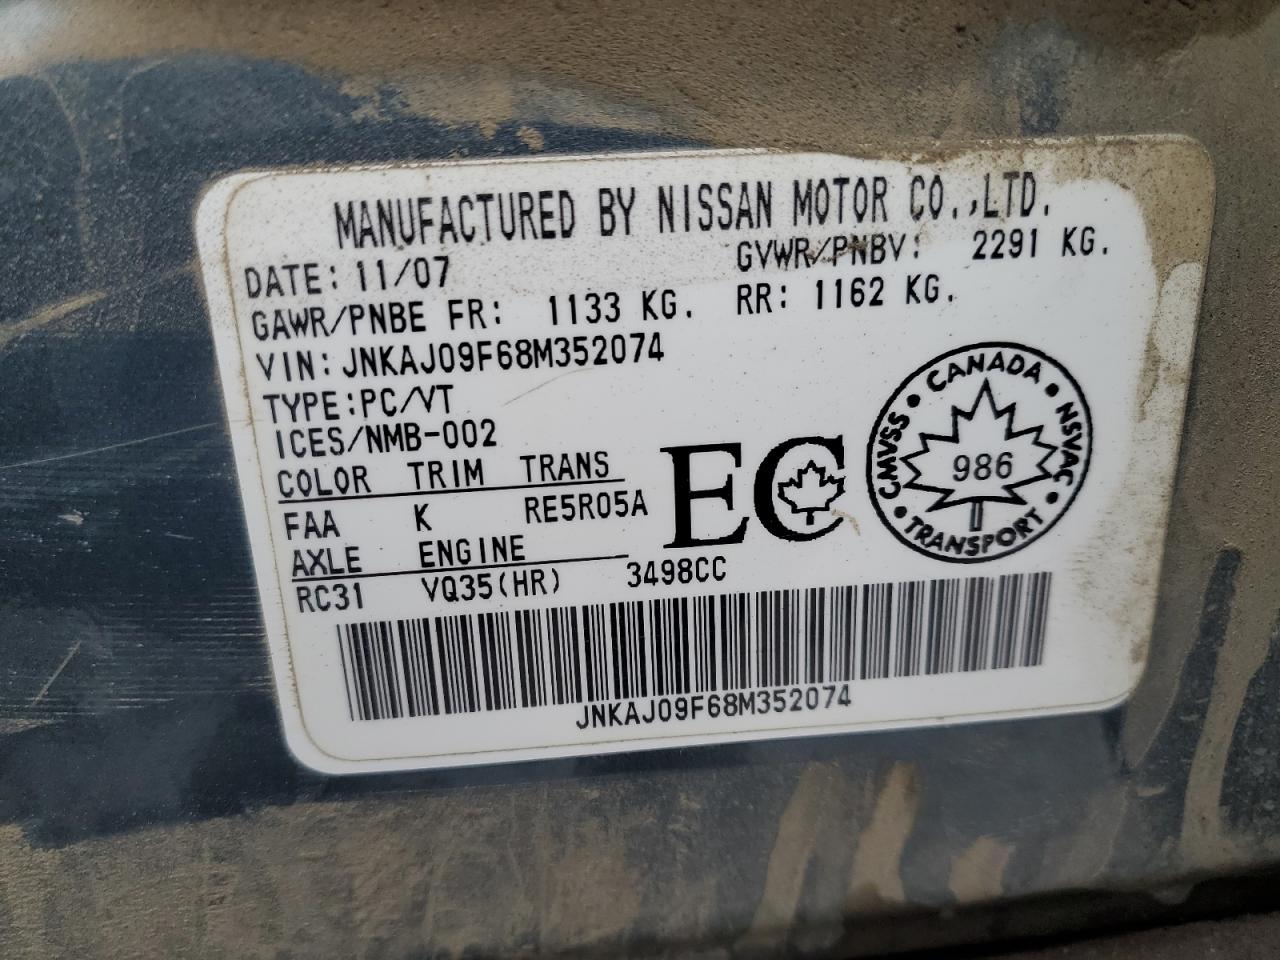 MANUFACTURED BY NISSAN MOTOR CO.,LTD.
DATE: 11/07 GVWR/PNBV: 2291 KG.
GAWR/PNBE FR: 1133 KG. RR: 1162 KG.
VIN: JNKAJ09F68M352074
TYPE:PC/VT
ICES/NMB-002
COLOR TRIM TRANS
FAA K RE5R05A
AXLE ENGINE
RC31 VQ35(HR) 3498CC
EC
CANADA
CMVSS NSVAC
986
TRANSPORT
JNKAJ09F68M352074